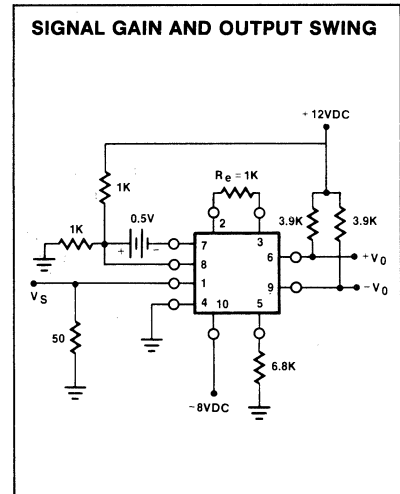 SIGNAL GAIN AND OUTPUT SWING
+12VDC
Re = 1K
1K
3.9K 3.9K
0.5V
1K
+ −
2 3
7
8
6 +V0
1
VS
9 −V0
4 10 5
50
6.8K
−8VDC